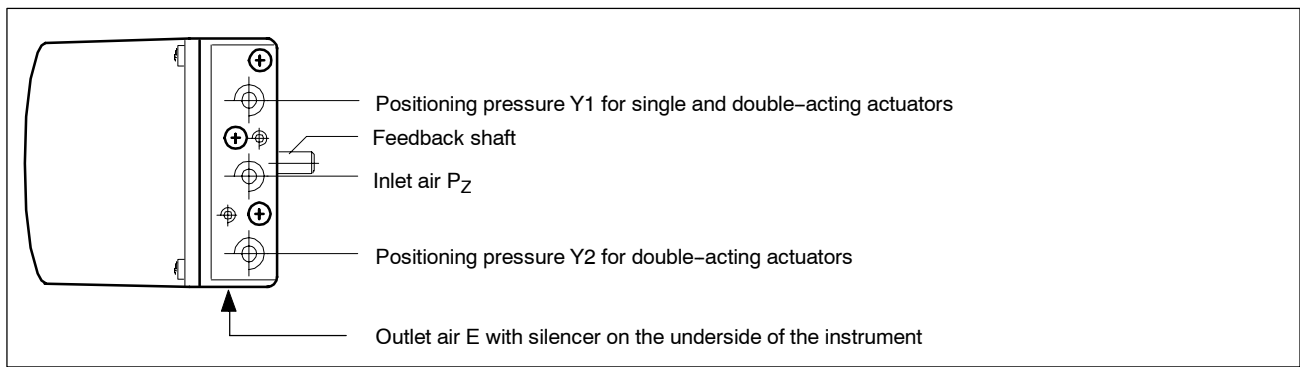 Positioning pressure Y1 for single and double−acting actuators
Feedback shaft
Inlet air PZ
Positioning pressure Y2 for double−acting actuators
Outlet air E with silencer on the underside of the instrument